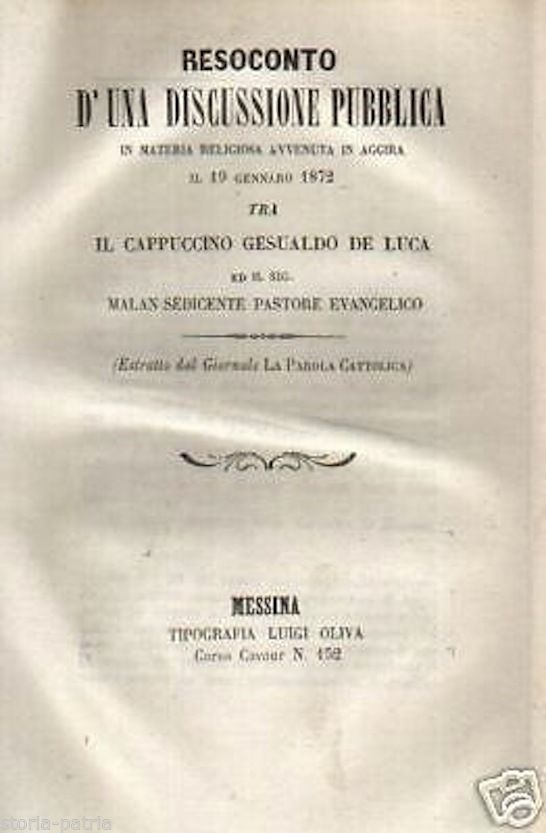 RESOCONTO
D'UNA DISCUSSIONE PUBBLICA
IN MATERIA RELIGIOSA AVVENUTA IN AGGIRA
IL 19 GENNARO 1872
TRA
IL CAPPUCCINO GESUALDO DE LUCA
ED IL SIG.
MALAN SEDICENTE PASTORE EVANGELICO
(Estratto dal Giornale LA PAROLA CATTOLICA)
MESSINA
TIPOGRAFIA LUIGI OLIVA
Corso Cavour N. 152
storia-patria